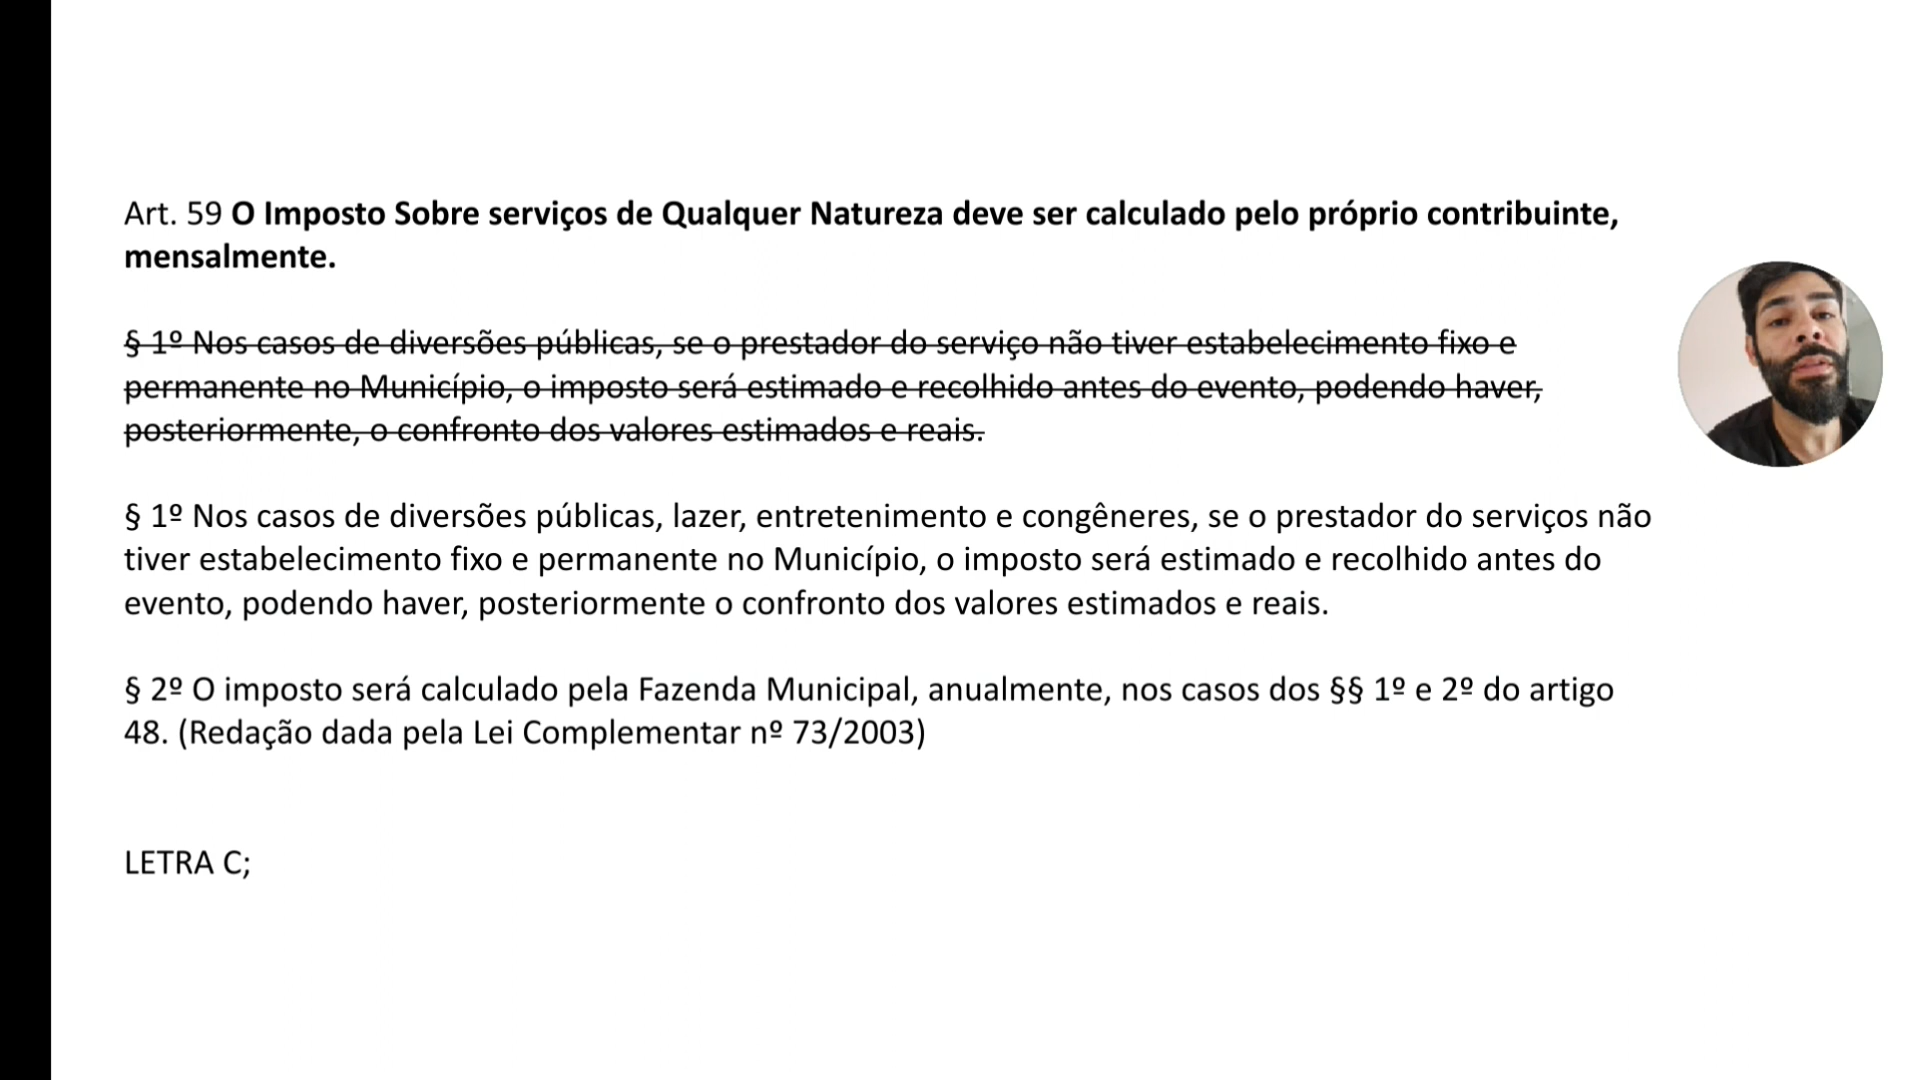 Art. 59 O Imposto Sobre serviços de Qualquer Natureza deve ser calculado pelo próprio contribuinte,
mensalmente.
§ 1º Nos casos de diversões públicas, se o prestador do serviço não tiver estabelecimento fixo e
permanente no Município, o imposto será estimado e recolhido antes do evento, podendo haver,
posteriormente, o confronto dos valores estimados e reais.
§ 1º Nos casos de diversões públicas, lazer, entretenimento e congêneres, se o prestador do serviços não
tiver estabelecimento fixo e permanente no Município, o imposto será estimado e recolhido antes do
evento, podendo haver, posteriormente o confronto dos valores estimados e reais.
§ 2º O imposto será calculado pela Fazenda Municipal, anualmente, nos casos dos §§ 1º e 2º do artigo
48. (Redação dada pela Lei Complementar nº 73/2003)
LETRA C;